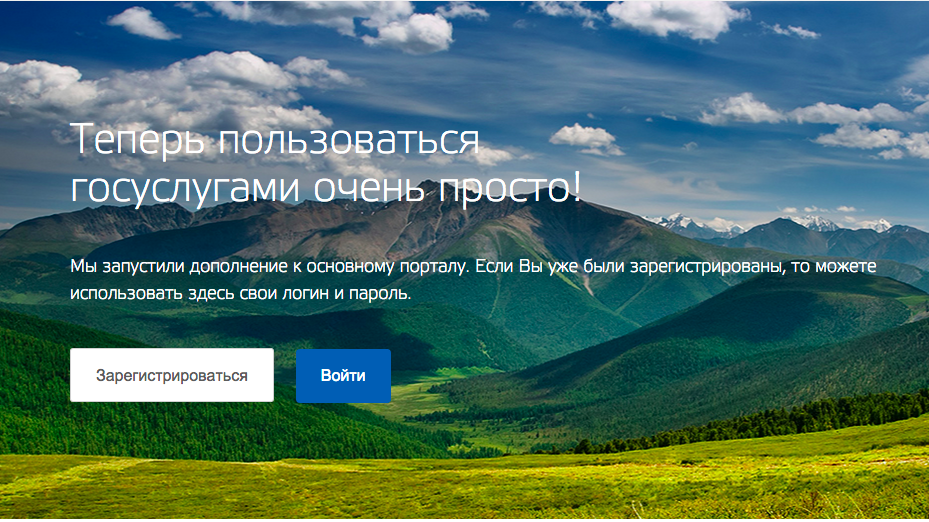 Теперь пользоваться
госуслугами очень просто!
Мы запустили дополнение к основному порталу. Если Вы уже были зарегистрированы, то можете
использовать здесь свои логин и пароль.
Зарегистрироваться Войти